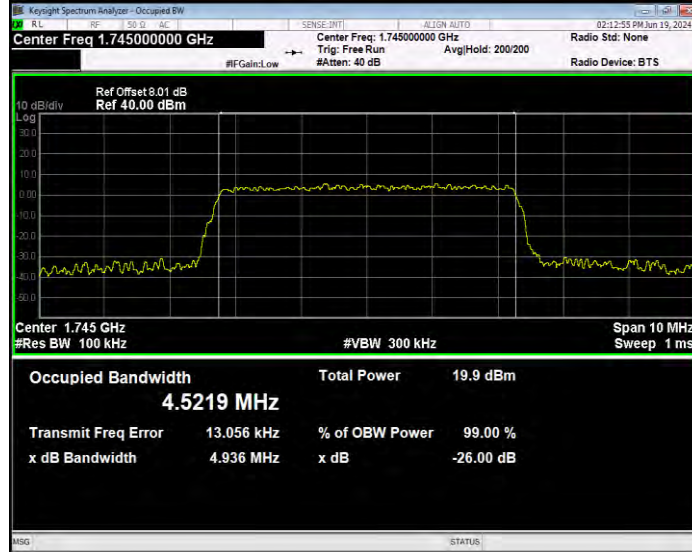 Keysight Spectrum Analyzer - Occupied BW
RL RF 50 Ω AC SENSE:INT ALIGN AUTO 02:12:55 PM Jun 19, 2024
Center Freq 1.745000000 GHz Center Freq: 1.745000000 GHz Radio Std: None
Trig: Free Run Avg|Hold: 200/200
#IFGain:Low #Atten: 40 dB Radio Device: BTS
Ref Offset 8.01 dB
10 dB/div Ref 40.00 dBm
Log
30.0
20.0
10.0
0.00
-10.0
-20.0
-30.0
-40.0
-50.0
Center 1.745 GHz Span 10 MHz
#Res BW 100 kHz #VBW 300 kHz Sweep 1 ms
Occupied Bandwidth Total Power 19.9 dBm
4.5219 MHz
Transmit Freq Error 13.056 kHz % of OBW Power 99.00 %
x dB Bandwidth 4.936 MHz x dB -26.00 dB
MSG STATUS